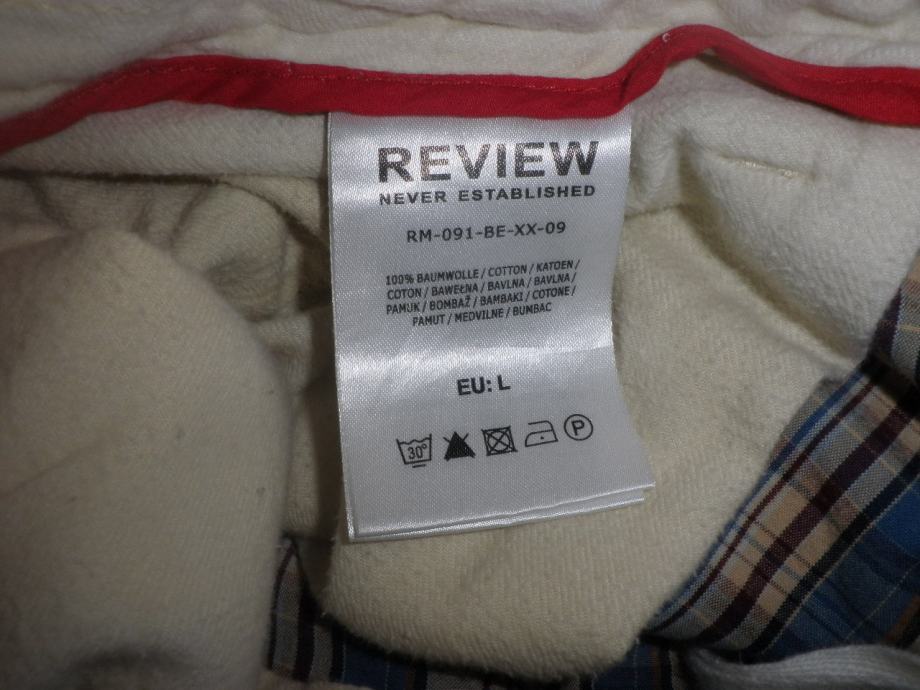 REVIEW
NEVER ESTABLISHED
RM-091-BE-XX-09
100% BAUMWOLLE / COTTON / KATOEN /
COTON / BAWEŁNA / BAVLNA / BAVLNA /
PAMUK / BOMBAŽ / BAMBAKI / COTONE /
PAMUT / MEDVILNE / BUMBAC
EU: L
30°
P